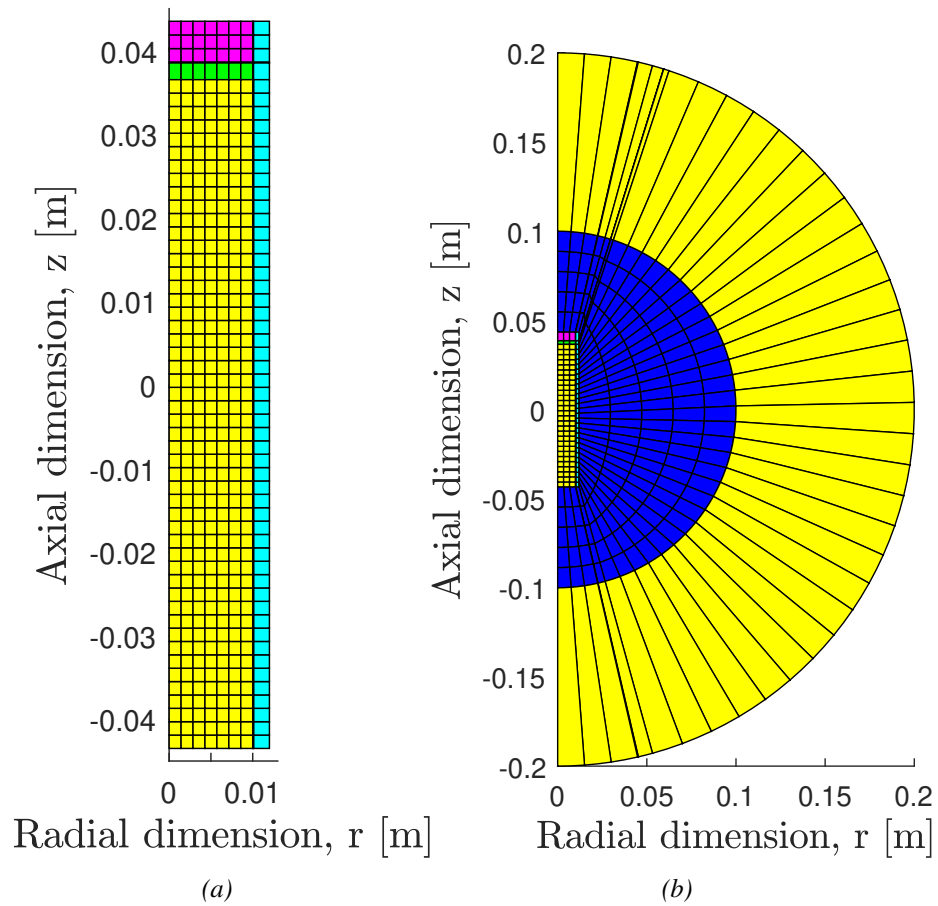 0.04
0.03
0.02
0.01
0
-0.01
-0.02
-0.03
-0.04
Axial dimension, z [m]
0 0.01
Radial dimension, r [m]
(a)
0.2
0.15
0.1
0.05
0
-0.05
-0.1
-0.15
-0.2
Axial dimension, z [m]
0 0.05 0.1 0.15 0.2
Radial dimension, r [m]
(b)